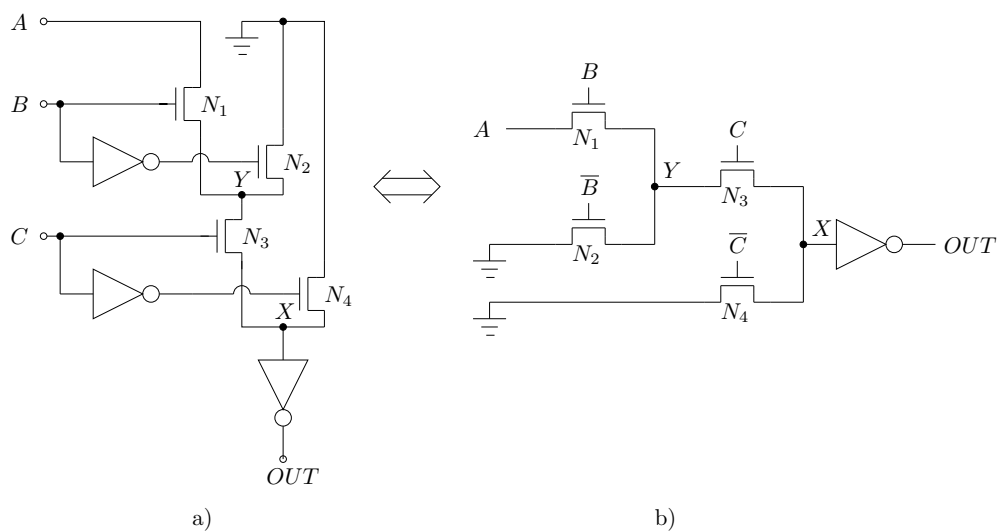 A
B
N₁
N₂
Y
C
N₃
N₄
X
OUT
a)
B
A
N₁
C
Y
B̅
N₃
N₂
X
OUT
C̅
N₄
b)